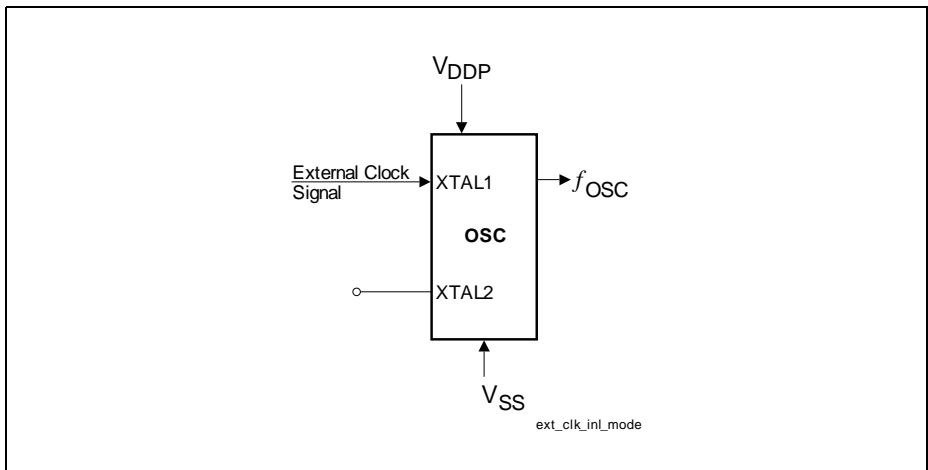 VDDP
External Clock
Signal
XTAL1
fOSC
OSC
XTAL2
VSS
ext_clk_inl_mode